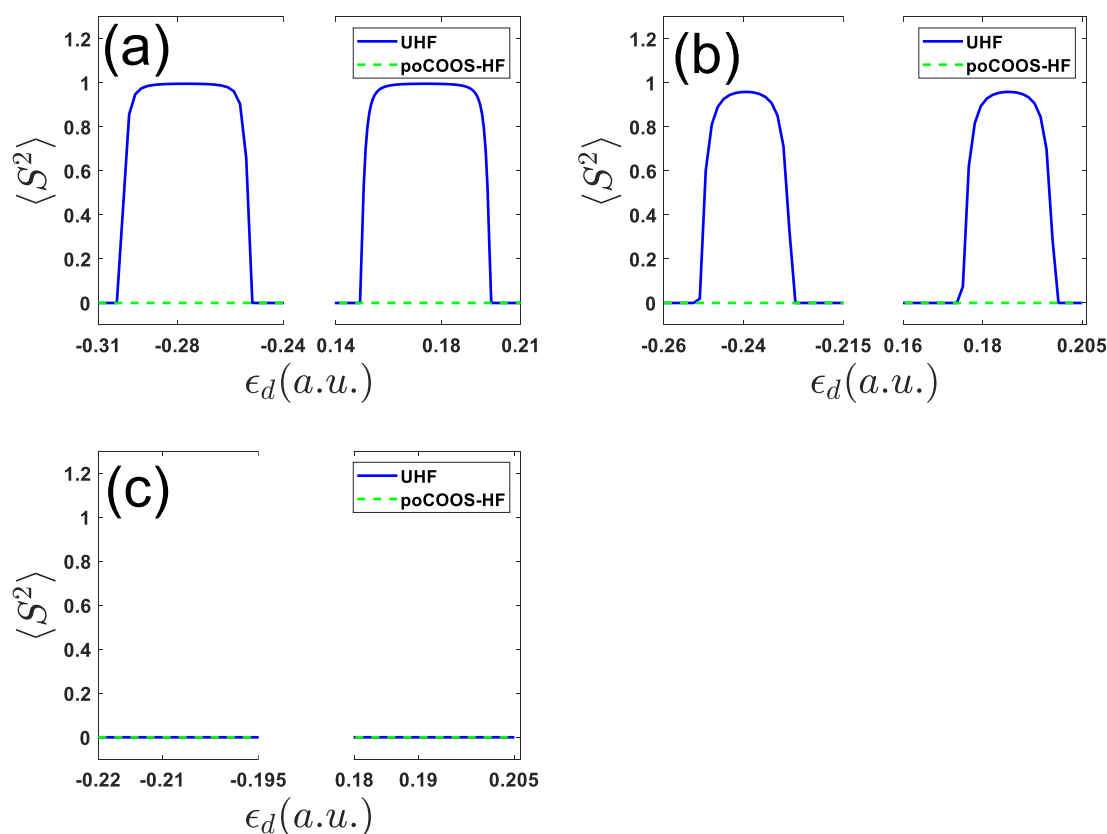 (a)
UHF
poCOOS-HF
⟨S²⟩
1.2
1
0.8
0.6
0.4
0.2
0
-0.31 -0.28 -0.24 0.14 0.18 0.21
ϵ_d(a.u.)
(b)
UHF
poCOOS-HF
⟨S²⟩
1.2
1
0.8
0.6
0.4
0.2
0
-0.26 -0.24 -0.215 0.16 0.18 0.205
ϵ_d(a.u.)
(c)
UHF
poCOOS-HF
⟨S²⟩
1.2
1
0.8
0.6
0.4
0.2
0
-0.22 -0.21 -0.195 0.18 0.19 0.205
ϵ_d(a.u.)